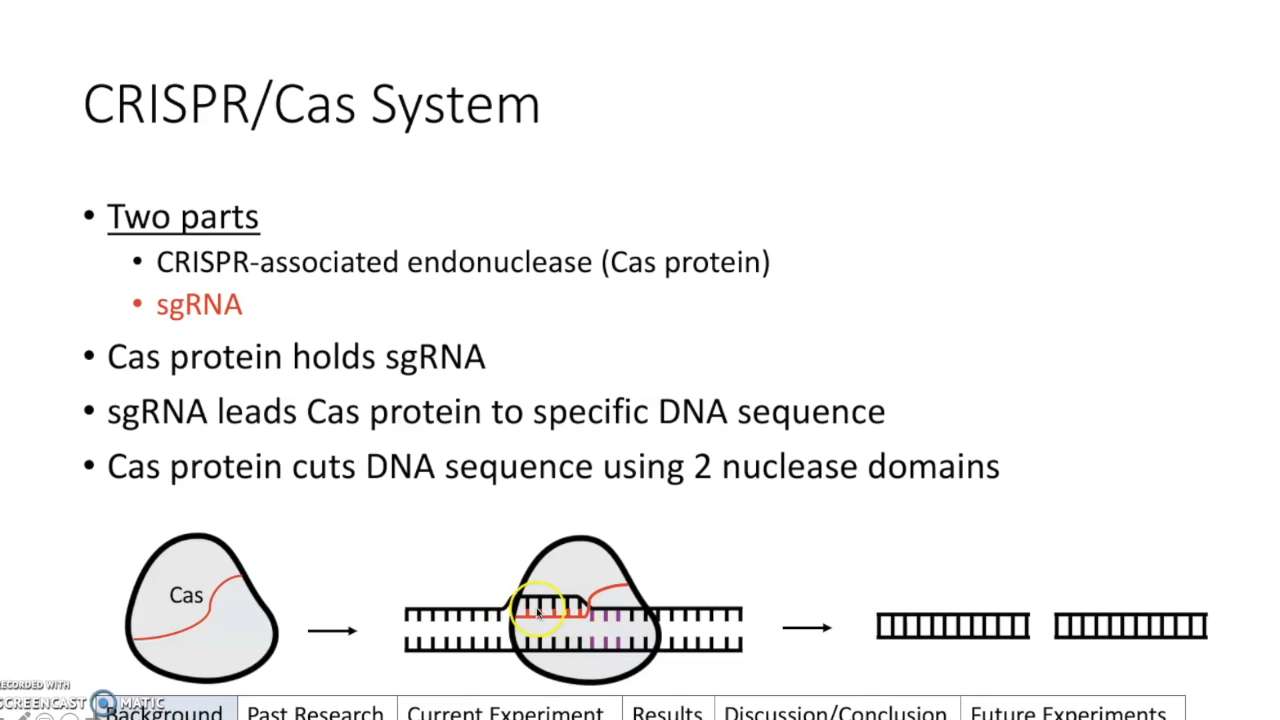 CRISPR/Cas System
• Two parts
• CRISPR-associated endonuclease (Cas protein)
• sgRNA
• Cas protein holds sgRNA
• sgRNA leads Cas protein to specific DNA sequence
• Cas protein cuts DNA sequence using 2 nuclease domains
Cas
RECORDED WITH
SCREENCAST MATIC
Background Past Research Current Experiment Results Discussion/Conclusion Future Experiments